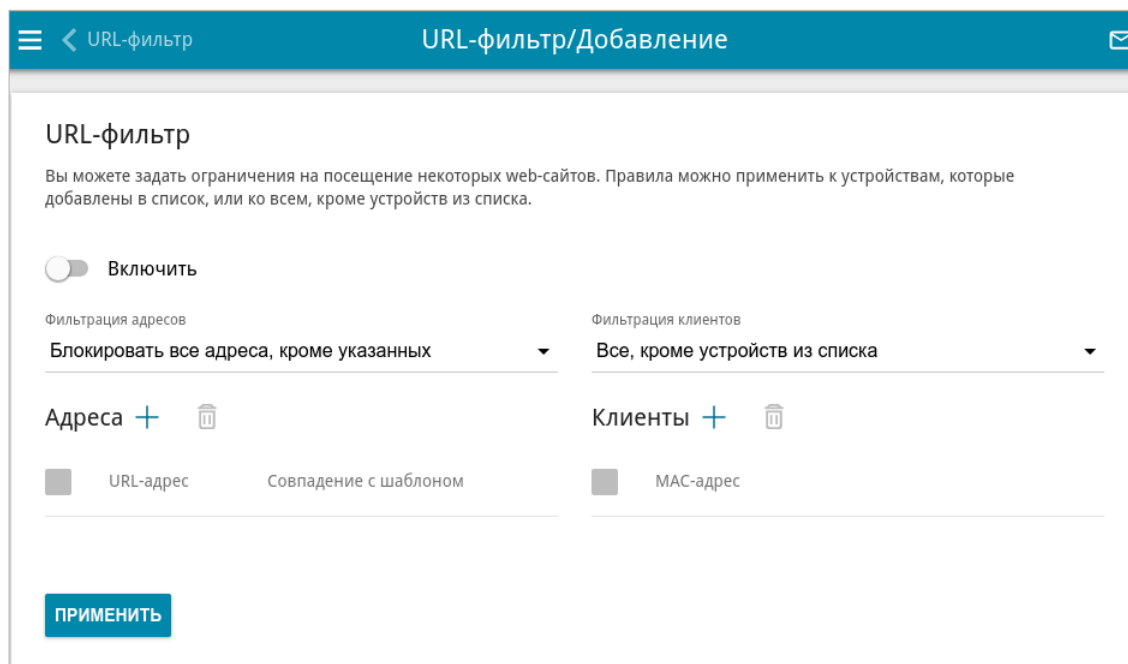 URL-фильтр
URL-фильтр/Добавление
URL-фильтр
Вы можете задать ограничения на посещение некоторых web-сайтов. Правила можно применить к устройствам, которые
добавлены в список, или ко всем, кроме устройств из списка.
Включить
Фильтрация адресов
Блокировать все адреса, кроме указанных
Фильтрация клиентов
Все, кроме устройств из списка
Адреса
URL-адрес Совпадение с шаблоном
Клиенты
MAC-адрес
ПРИМЕНИТЬ